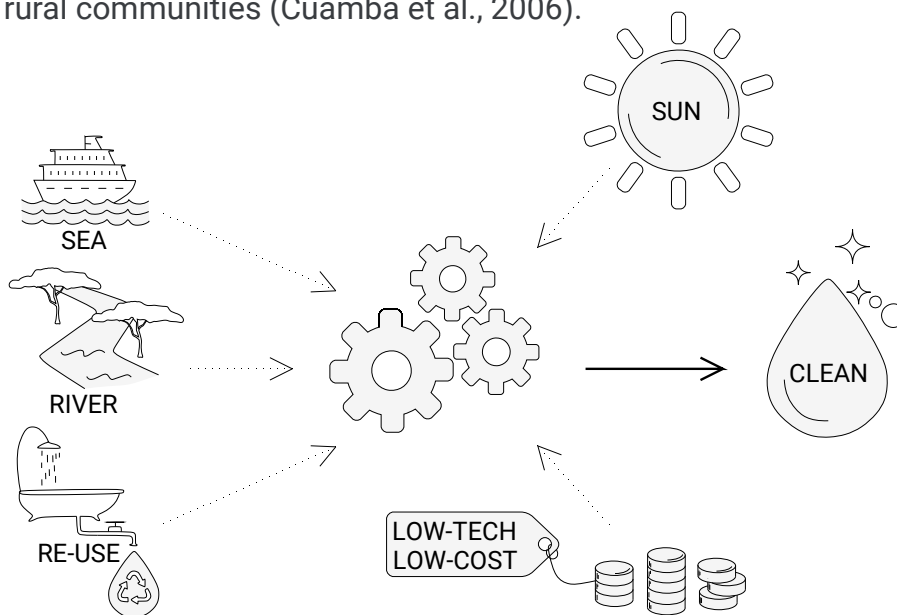 rural communities (Cuamba et al., 2006).
SUN
SEA
RIVER
CLEAN
RE-USE
LOW-TECH
LOW-COST